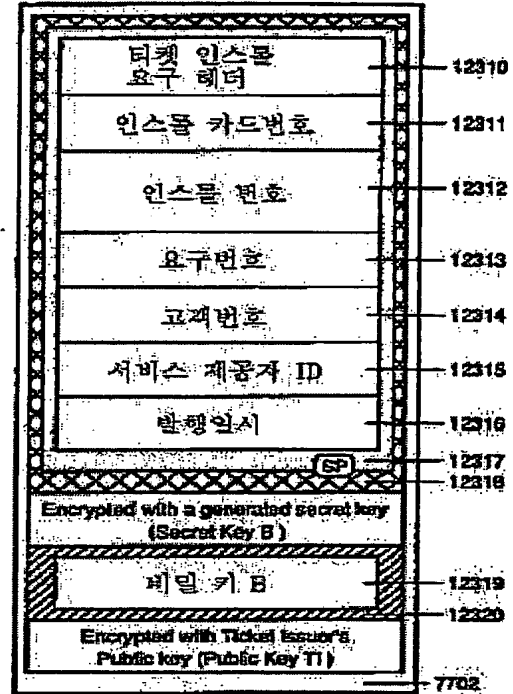 티켓 인스톨
요구 헤더
12310
인스톨 카드번호
12311
인스톨 번호
12312
요구번호
12313
고객번호
12314
서비스 제공자 ID
12315
발행일시
12316
SP
12317
12318
Encrypted with a generated secret key
(Secret Key B )
비밀 키 B
12319
12320
Encrypted with Ticket Issuer's
Public key (Public Key TI )
7702